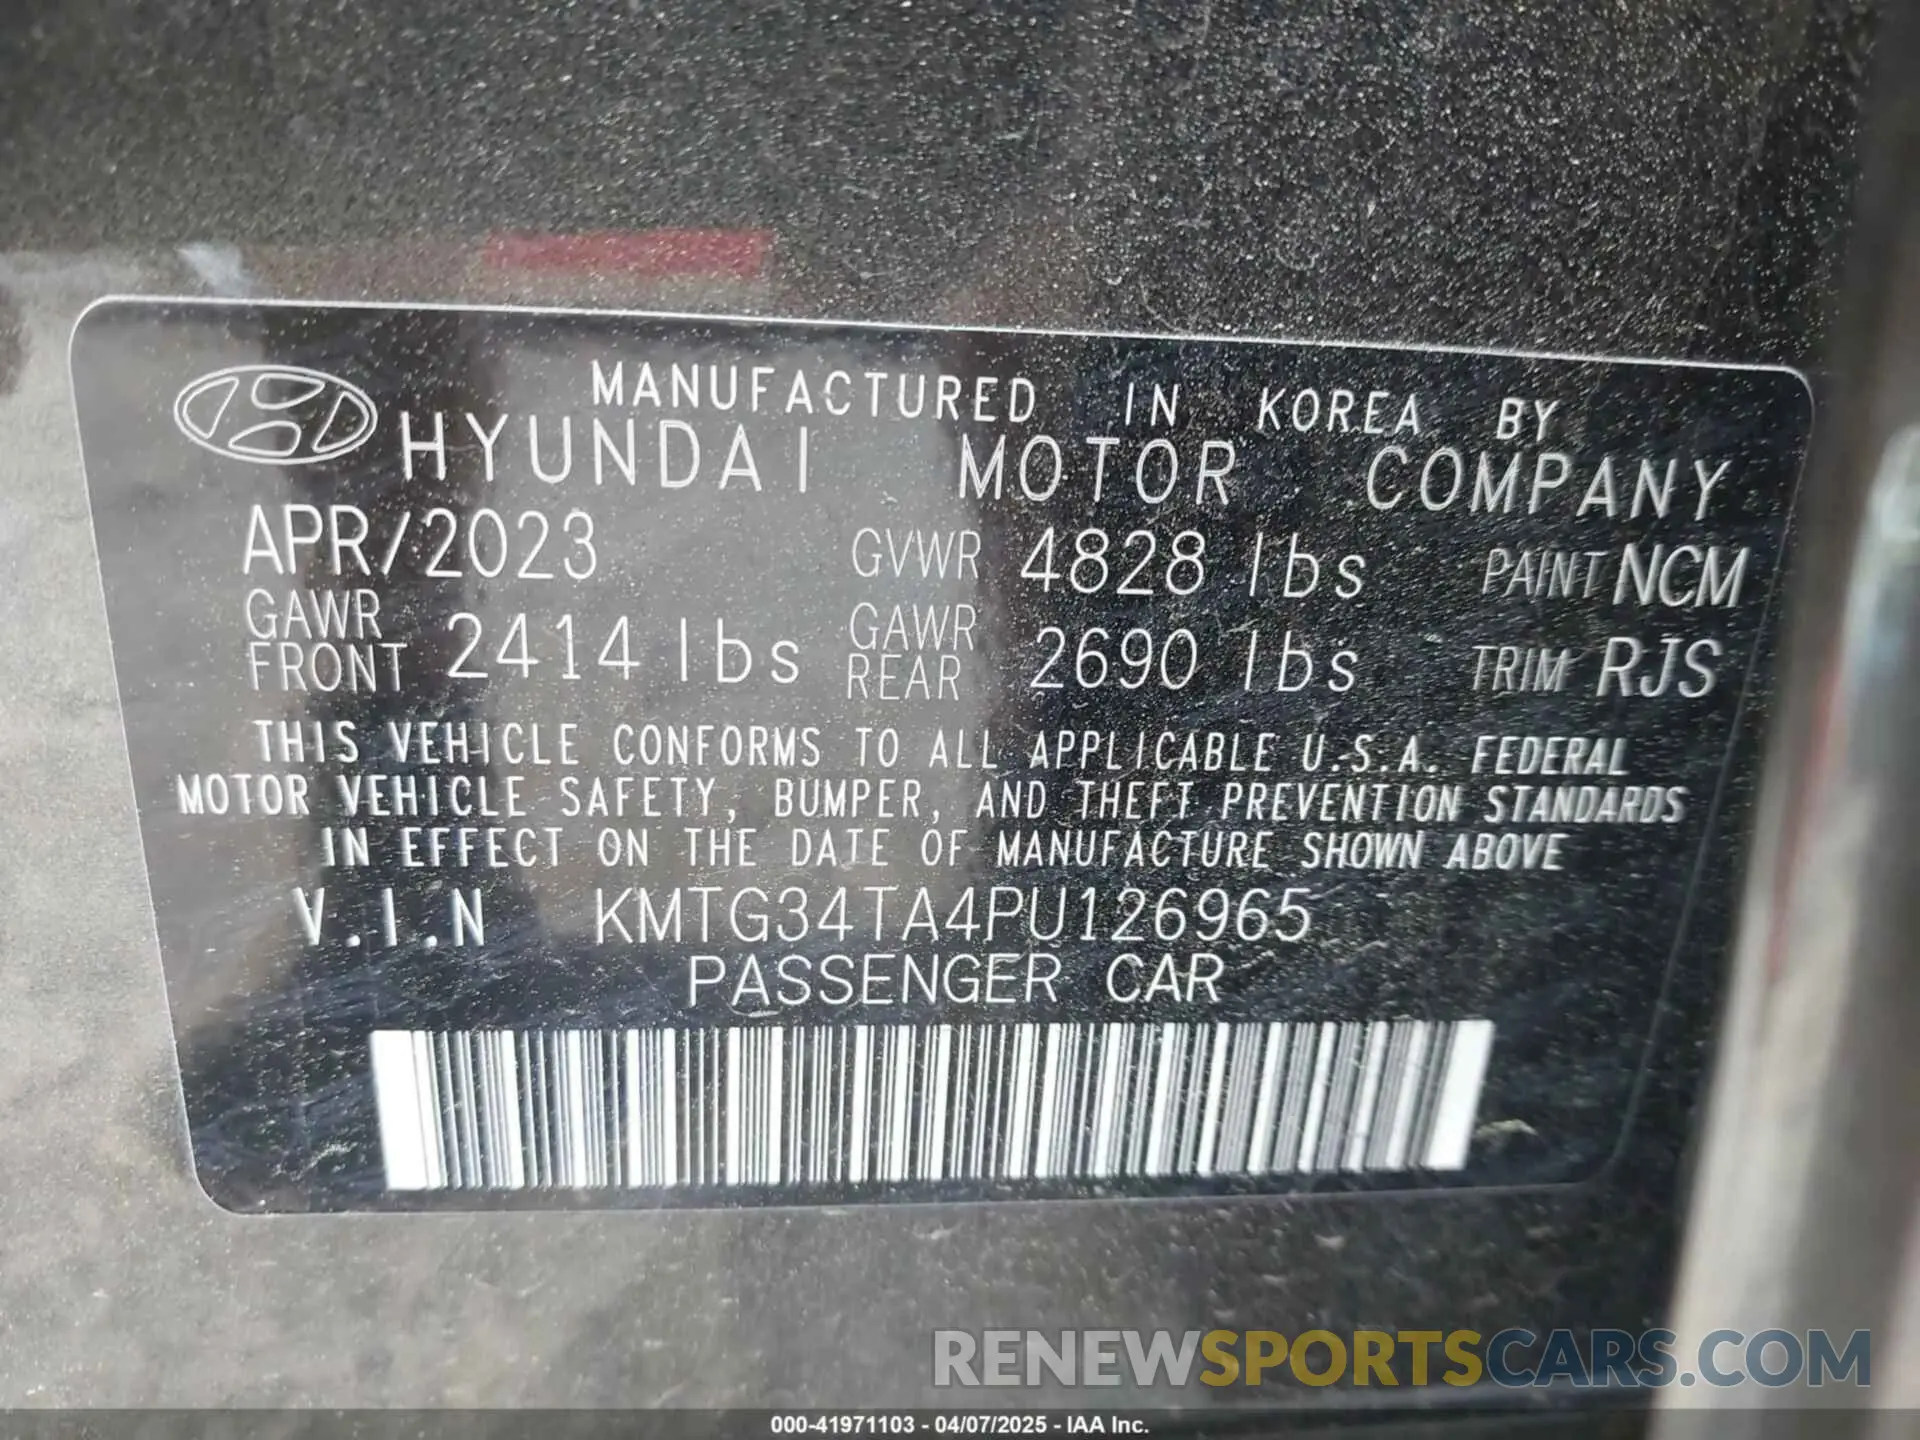 MANUFACTURED IN KOREA BY
HYUNDAI MOTOR COMPANY
APR/2023 GVWR 4828 lbs PAINT NCM
GAWR FRONT 2414 lbs GAWR REAR 2690 lbs TRIM RJS
THIS VEHICLE CONFORMS TO ALL APPLICABLE U.S.A. FEDERAL
MOTOR VEHICLE SAFETY, BUMPER, AND THEFT PREVENTION STANDARDS
IN EFFECT ON THE DATE OF MANUFACTURE SHOWN ABOVE
V.I.N KMTG34TA4PU126965
PASSENGER CAR
RENEWSPORTSCARS.COM
000-41971103 - 04/07/2025 - IAA Inc.